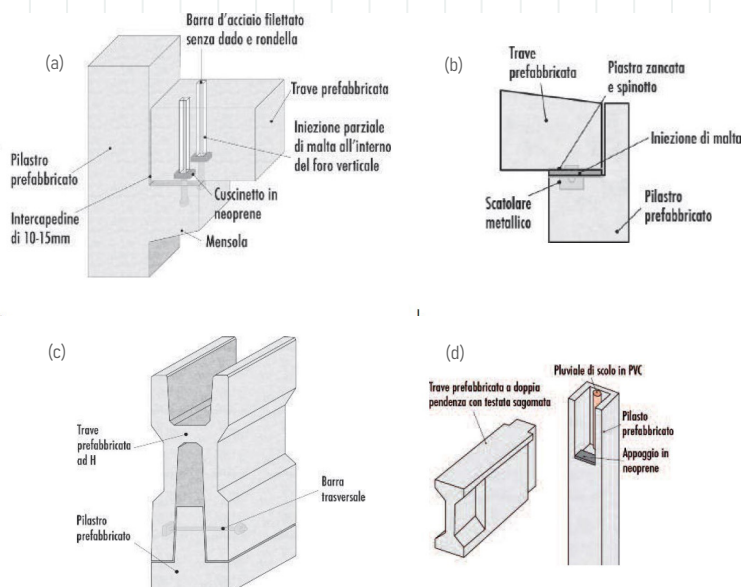 (a)
Barra d'acciaio filettato
senza dado e rondella
Trave prefabbricata
Iniezione parziale
di malta all'interno
del foro verticale
Pilastro
prefabbricato
Cuscinetto in
neoprene
Intercapedine
di 10-15mm
Mensola
(b)
Trave
prefabbricata
Piastra zancata
e spinotto
Iniezione di malta
Scatolare
metallico
Pilastro
prefabbricato
(c)
Trave
prefabbricata
ad H
Barra
trasversale
Pilastro
prefabbricato
(d)
Pluviale di scolo in PVC
Trave prefabbricata a doppia
pendenza con testata sagomata
Pilasto
prefabbricato
Appoggio in
neoprene